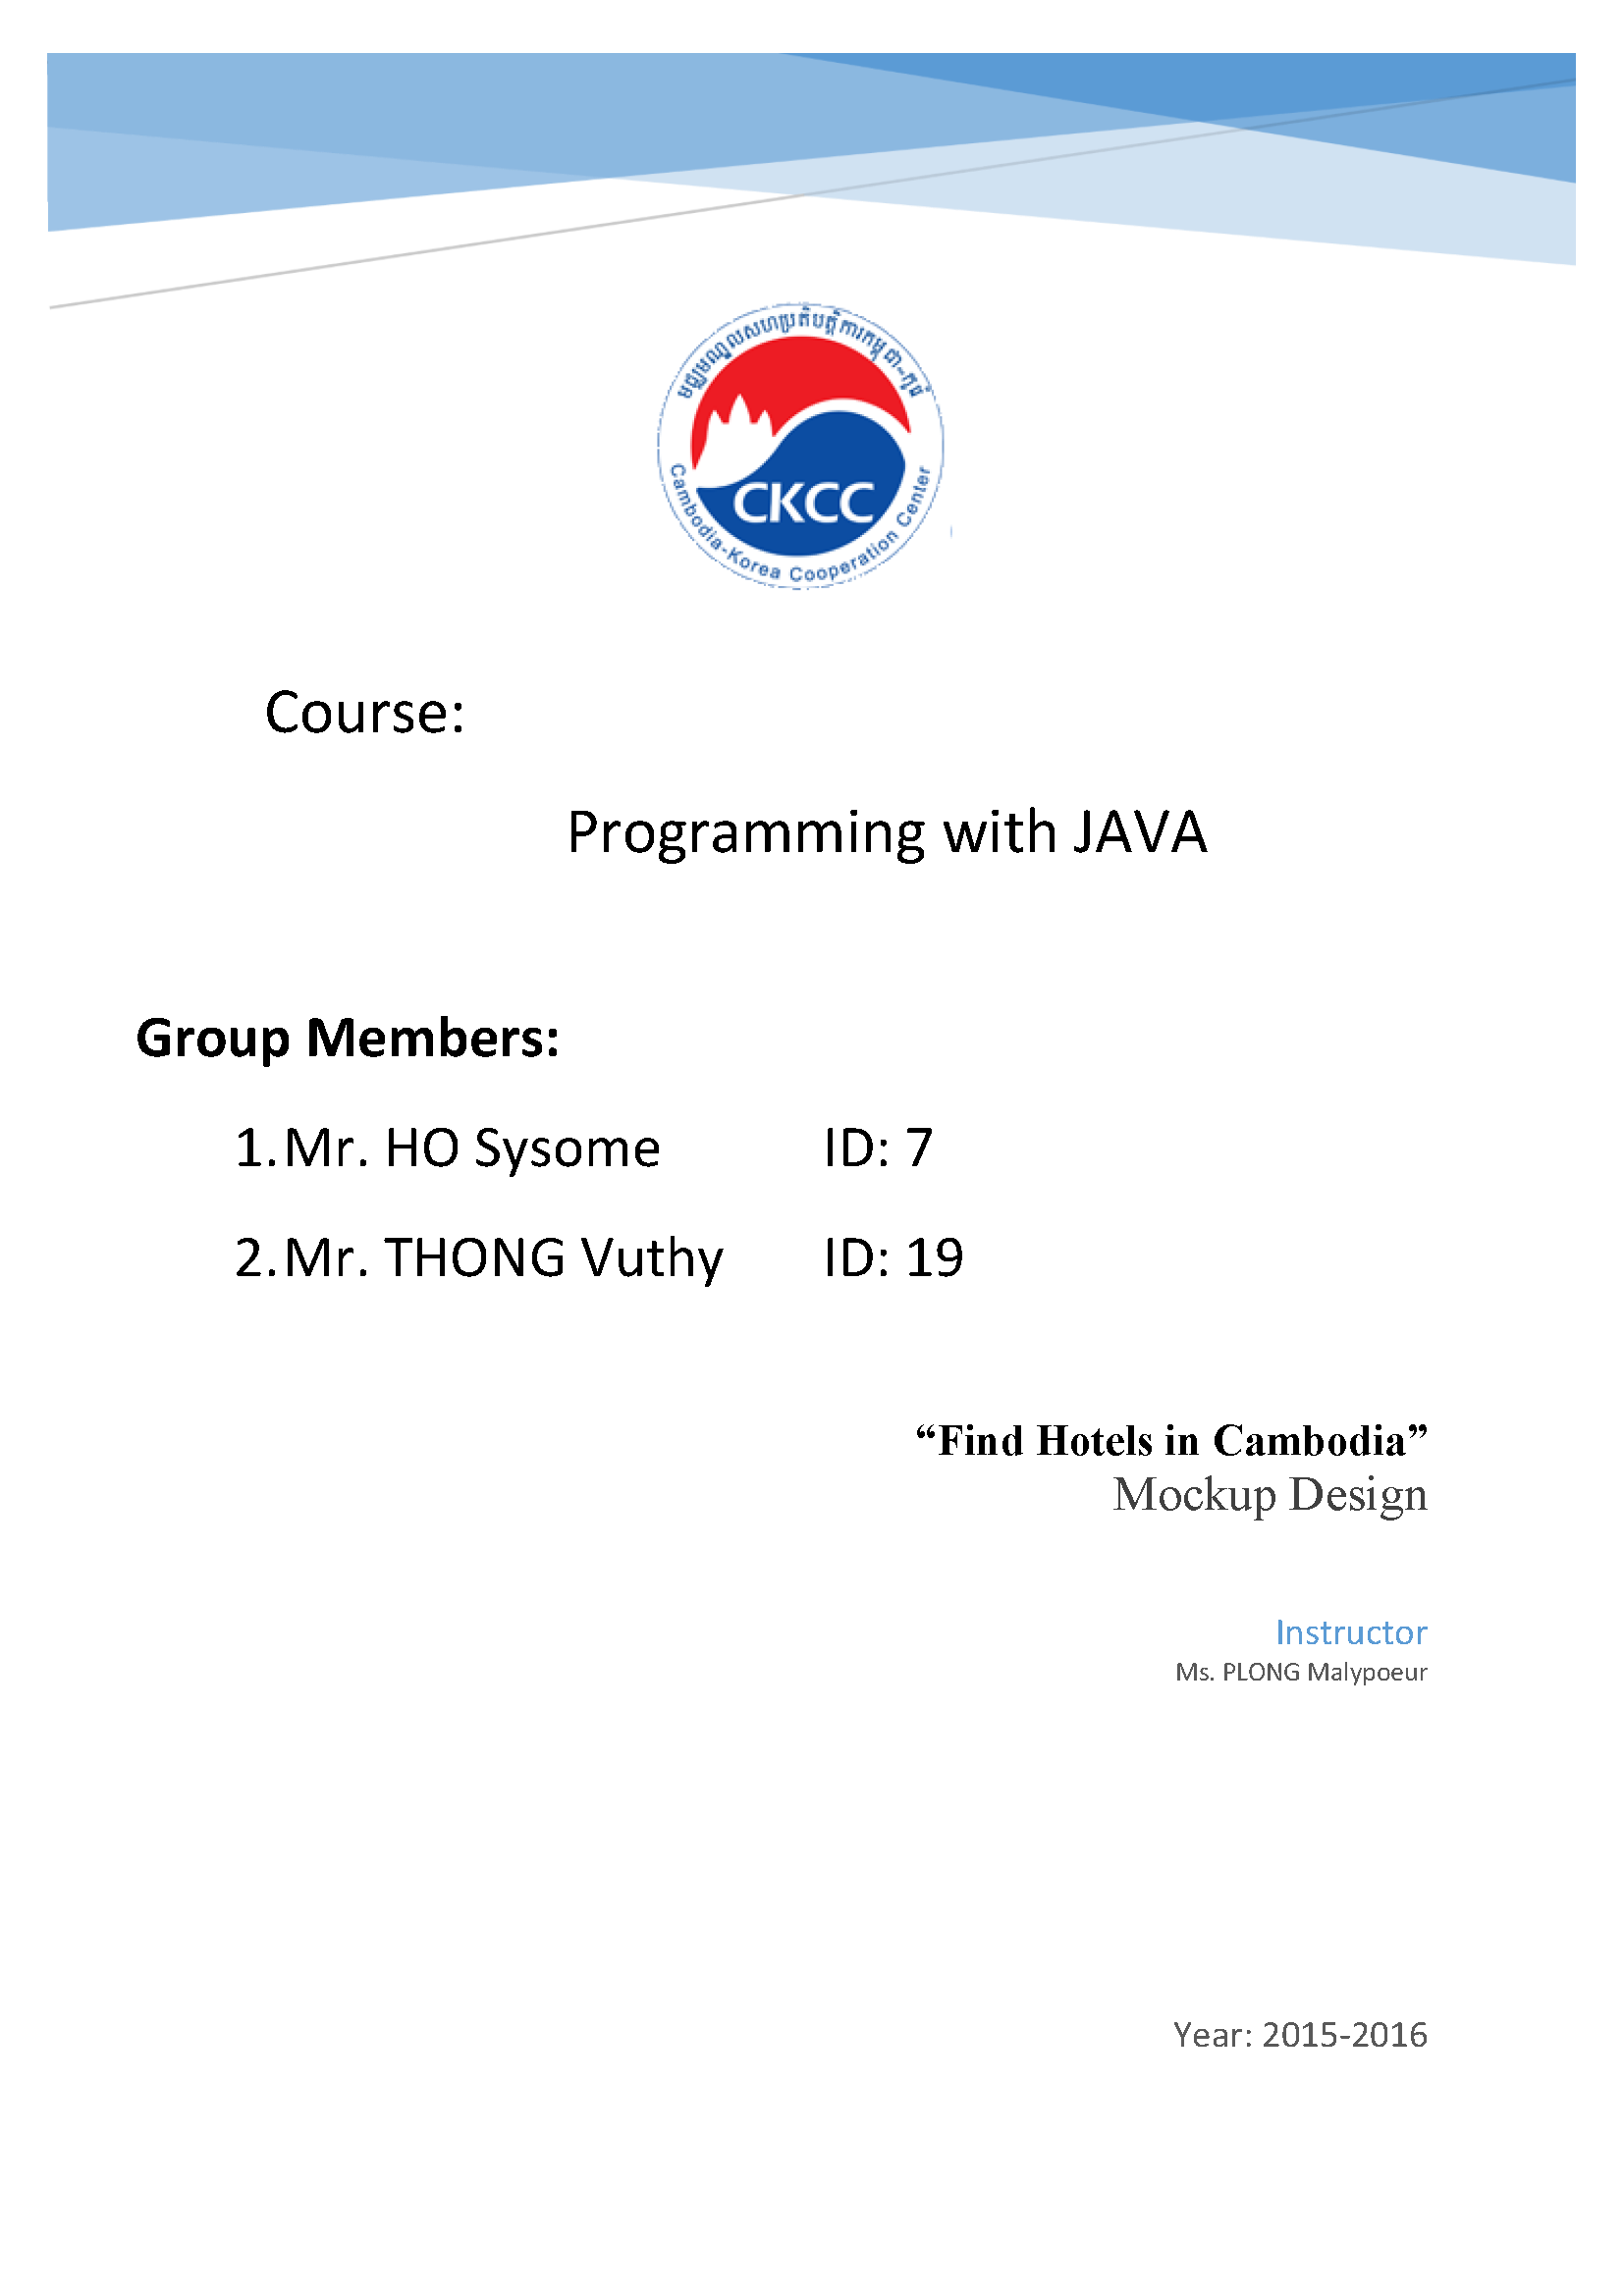 មជ្ឈមណ្ឌលសហប្រតិបត្តិការកម្ពុជា-កូរ៉េ
CKCC
Cambodia-Korea Cooperation Center
Course:
Programming with JAVA
Group Members:
1. Mr. HO Sysome ID: 7
2. Mr. THONG Vuthy ID: 19
“Find Hotels in Cambodia”
Mockup Design
Instructor
Ms. PLONG Malypoeur
Year: 2015-2016